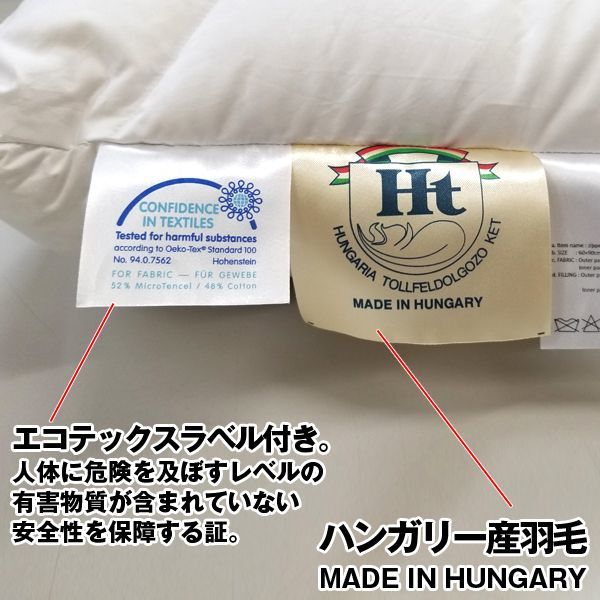 CONFIDENCE
IN TEXTILES
Tested for harmful substances
according to Oeko-Tex® Standard 100
No. 94.0.7562 Hohenstein
FOR FABRIC — FÜR GEWEBE
52% MicroTencel / 48% Cotton
Ht
HUNGARIA TOLLFELDOLGOZO KET
MADE IN HUNGARY
エコテックスラベル付き。
人体に危険を及ぼすレベルの
有害物質が含まれていない
安全性を保障する証。
ハンガリー産羽毛
MADE IN HUNGARY